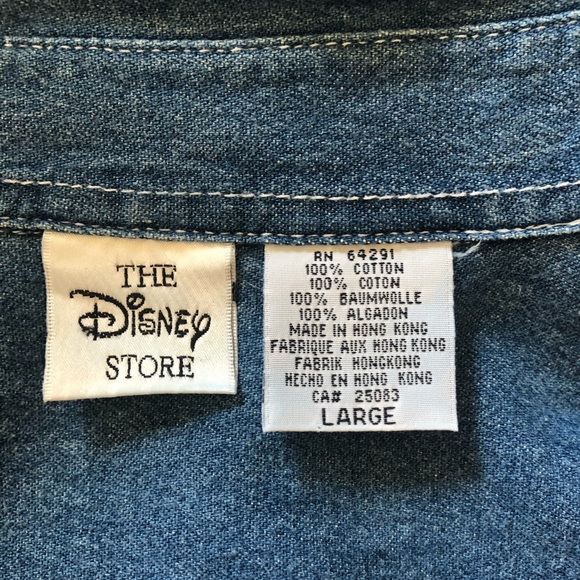 THE
Disney
STORE
RN 64291
100% COTTON
100% COTON
100% BAUMWOLLE
100% ALGADON
MADE IN HONG KONG
FABRIQUE AUX HONG KONG
FABRIK HONGKONG
HECHO EN HONG KONG
CA# 25083
LARGE